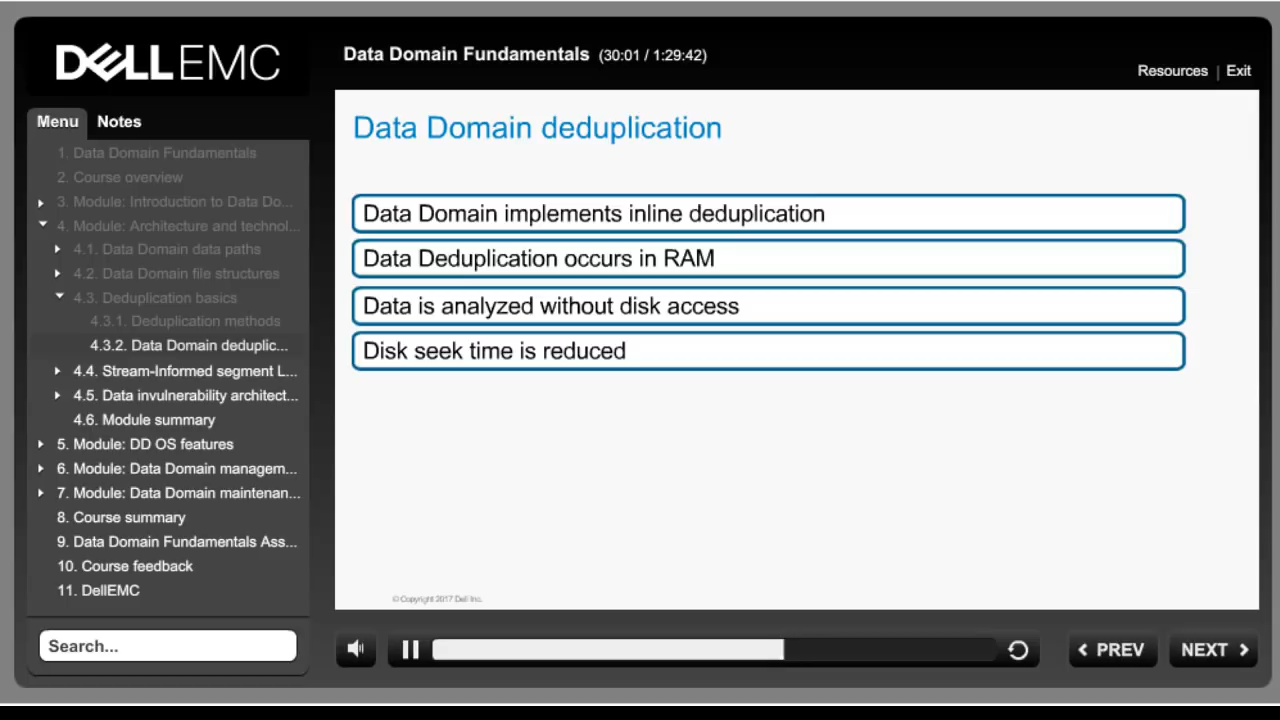 DELLEMC
Data Domain Fundamentals (30:01 / 1:29:42)
Resources | Exit
Menu Notes
1. Data Domain Fundamentals
2. Course overview
3. Module: Introduction to Data Do...
4. Module: Architecture and technol...
4.1. Data Domain data paths
4.2. Data Domain file structures
4.3. Deduplication basics
4.3.1. Deduplication methods
4.3.2. Data Domain deduplic...
4.4. Stream-Informed segment L...
4.5. Data invulnerability architect...
4.6. Module summary
5. Module: DD OS features
6. Module: Data Domain managem...
7. Module: Data Domain maintenan...
8. Course summary
9. Data Domain Fundamentals Ass...
10. Course feedback
11. DellEMC
Search...
Data Domain deduplication
Data Domain implements inline deduplication
Data Deduplication occurs in RAM
Data is analyzed without disk access
Disk seek time is reduced
© Copyright 2017 Dell Inc.
PREV
NEXT